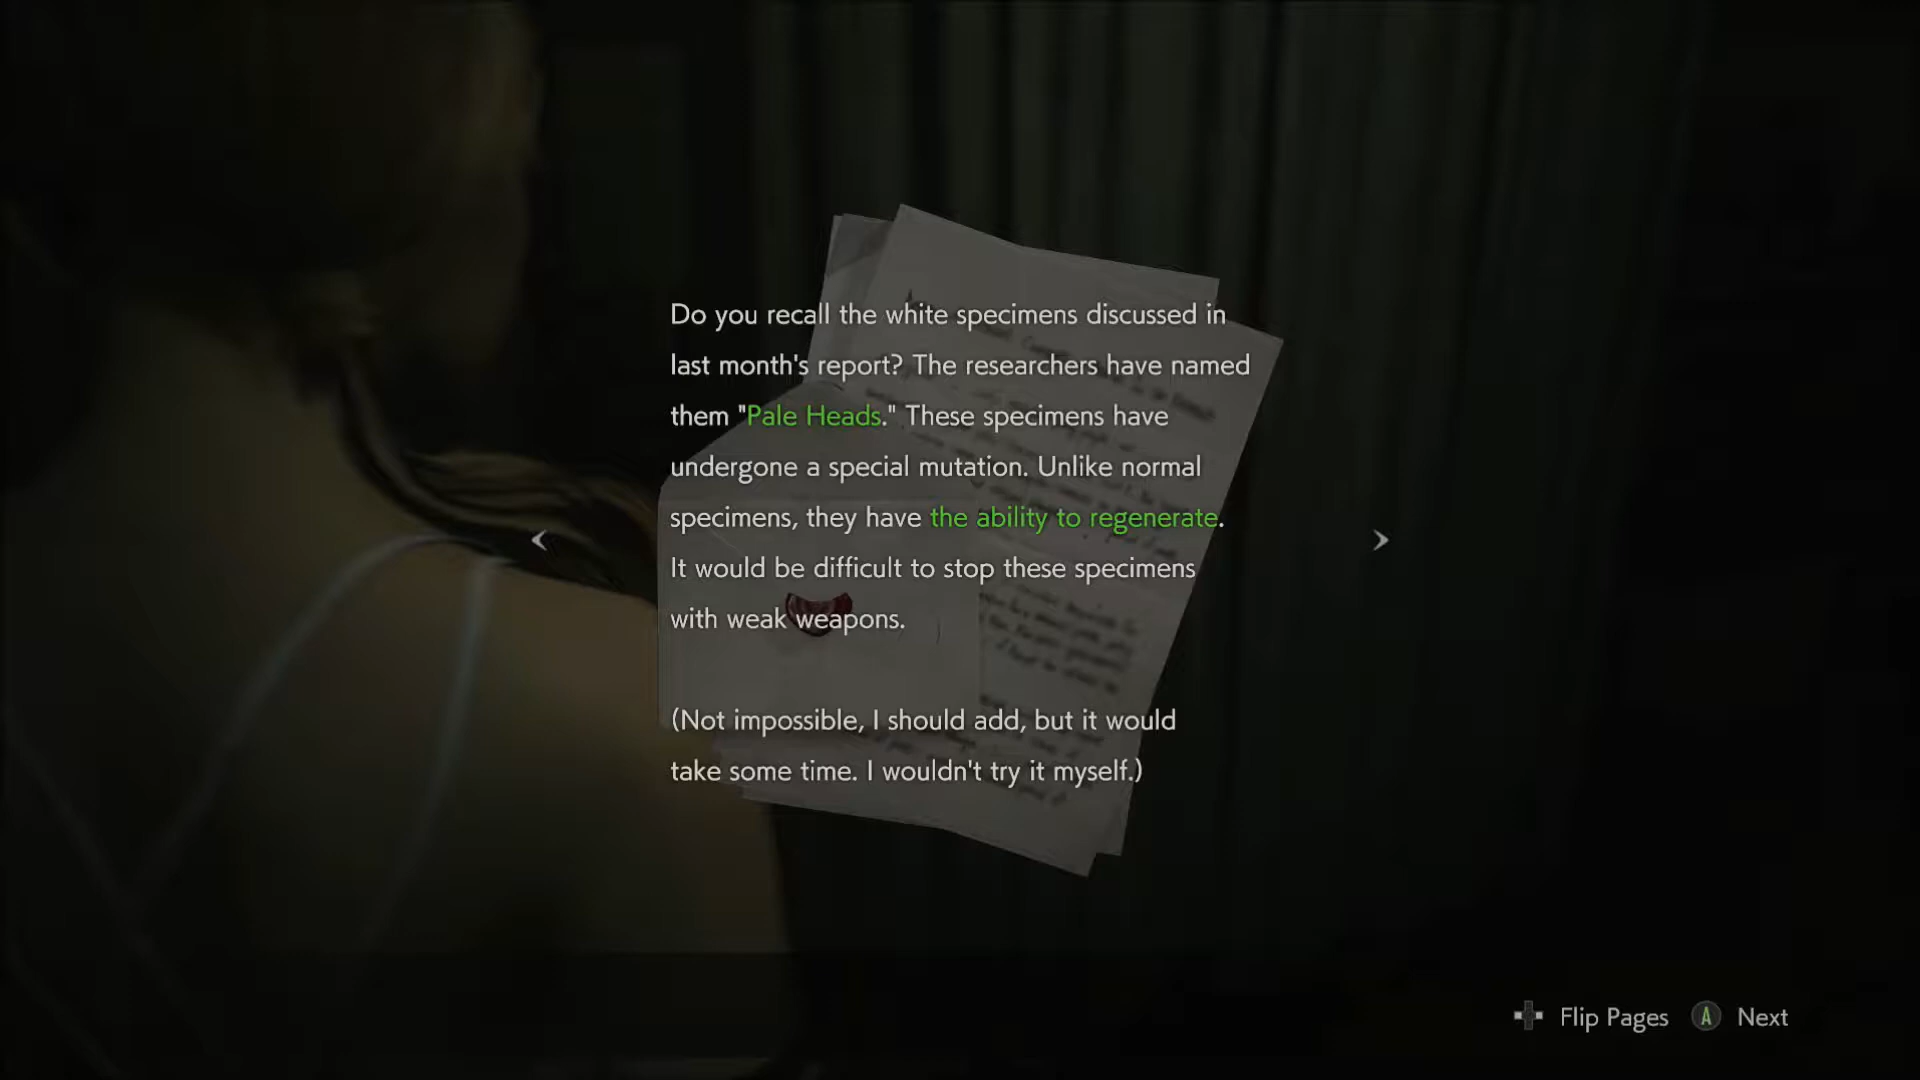 Do you recall the white specimens discussed in
last month's report? The researchers have named
them "Pale Heads." These specimens have
undergone a special mutation. Unlike normal
specimens, they have the ability to regenerate.
It would be difficult to stop these specimens
with weak weapons.
(Not impossible, I should add, but it would
take some time. I wouldn't try it myself.)
Flip Pages A Next